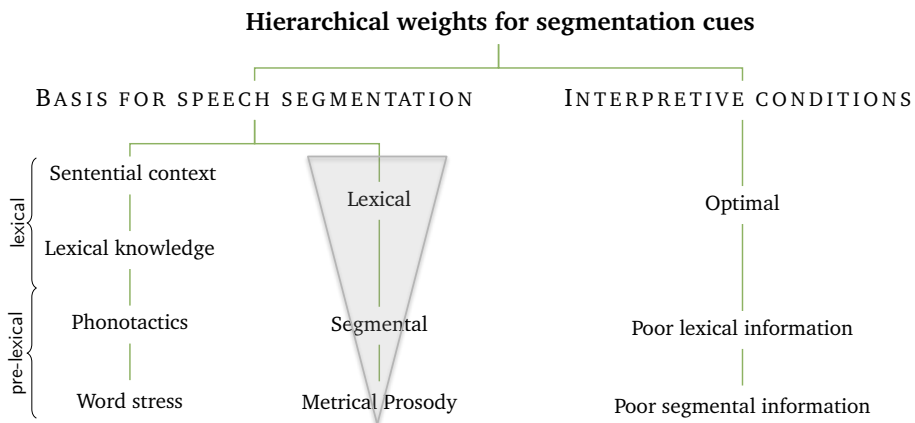 Hierarchical weights for segmentation cues
BASIS FOR SPEECH SEGMENTATION
INTERPRETIVE CONDITIONS
lexical
Sentential context
Lexical
Optimal
Lexical knowledge
pre-lexical
Phonotactics
Segmental
Poor lexical information
Word stress
Metrical Prosody
Poor segmental information